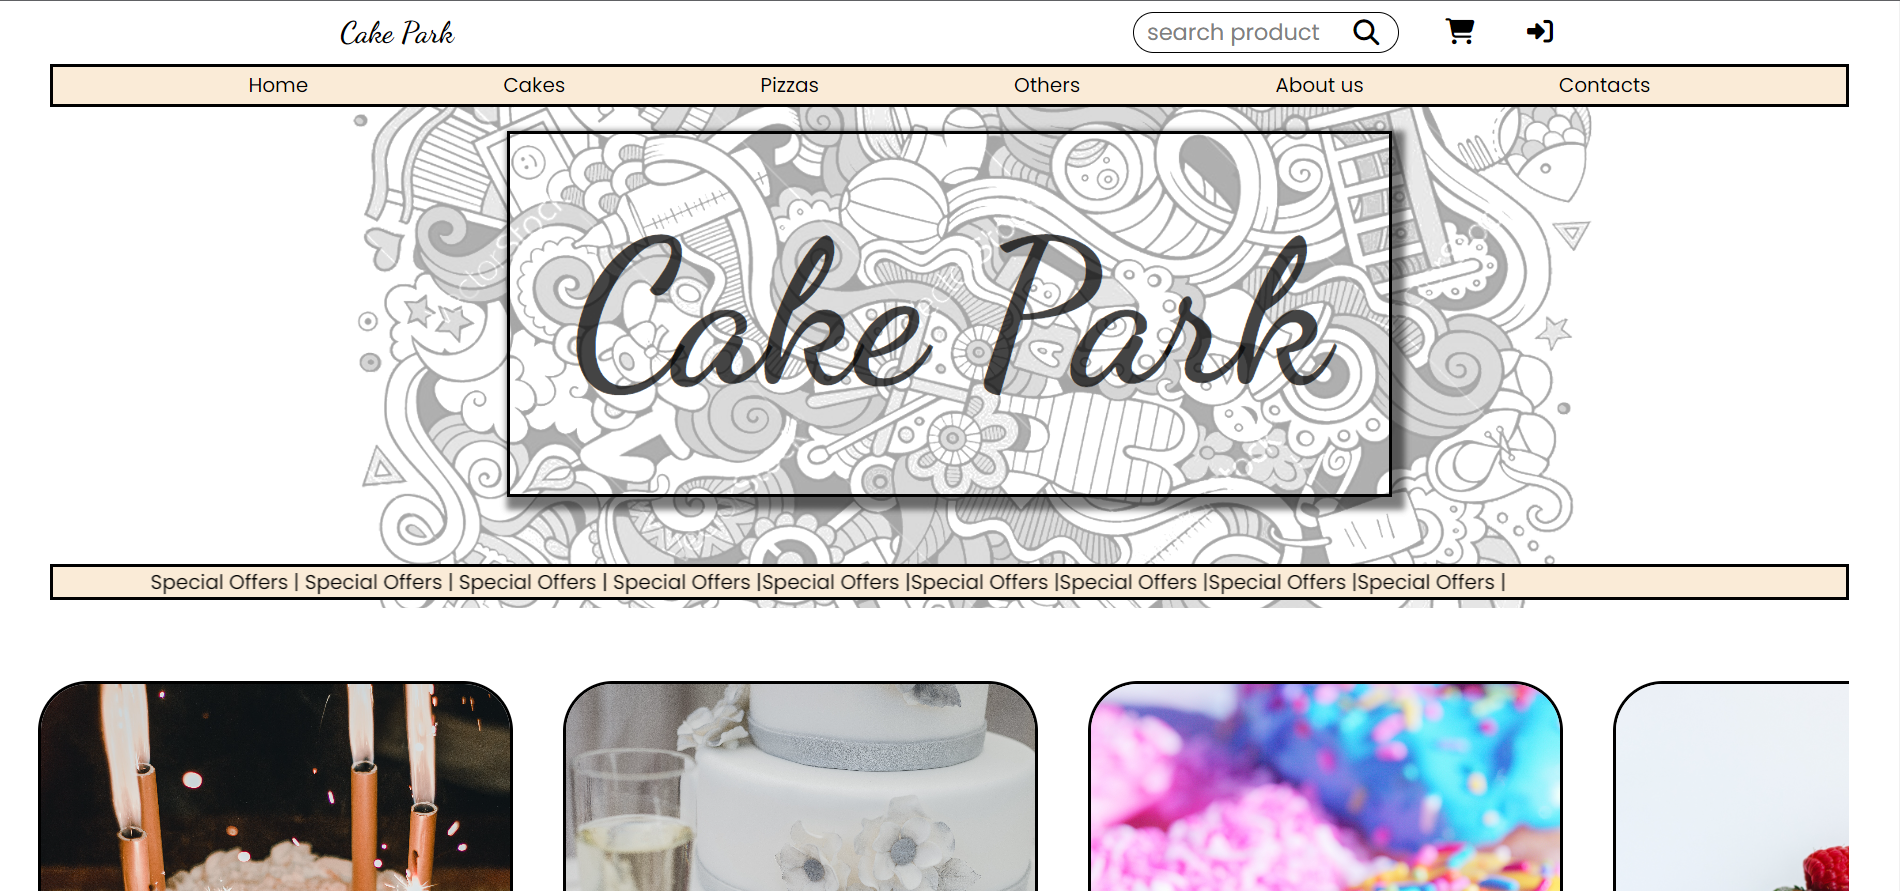 Cake Park
search product
Home Cakes Pizzas Others About us Contacts
Cake Park
Special Offers | Special Offers | Special Offers | Special Offers |Special Offers |Special Offers |Special Offers |Special Offers |Special Offers |